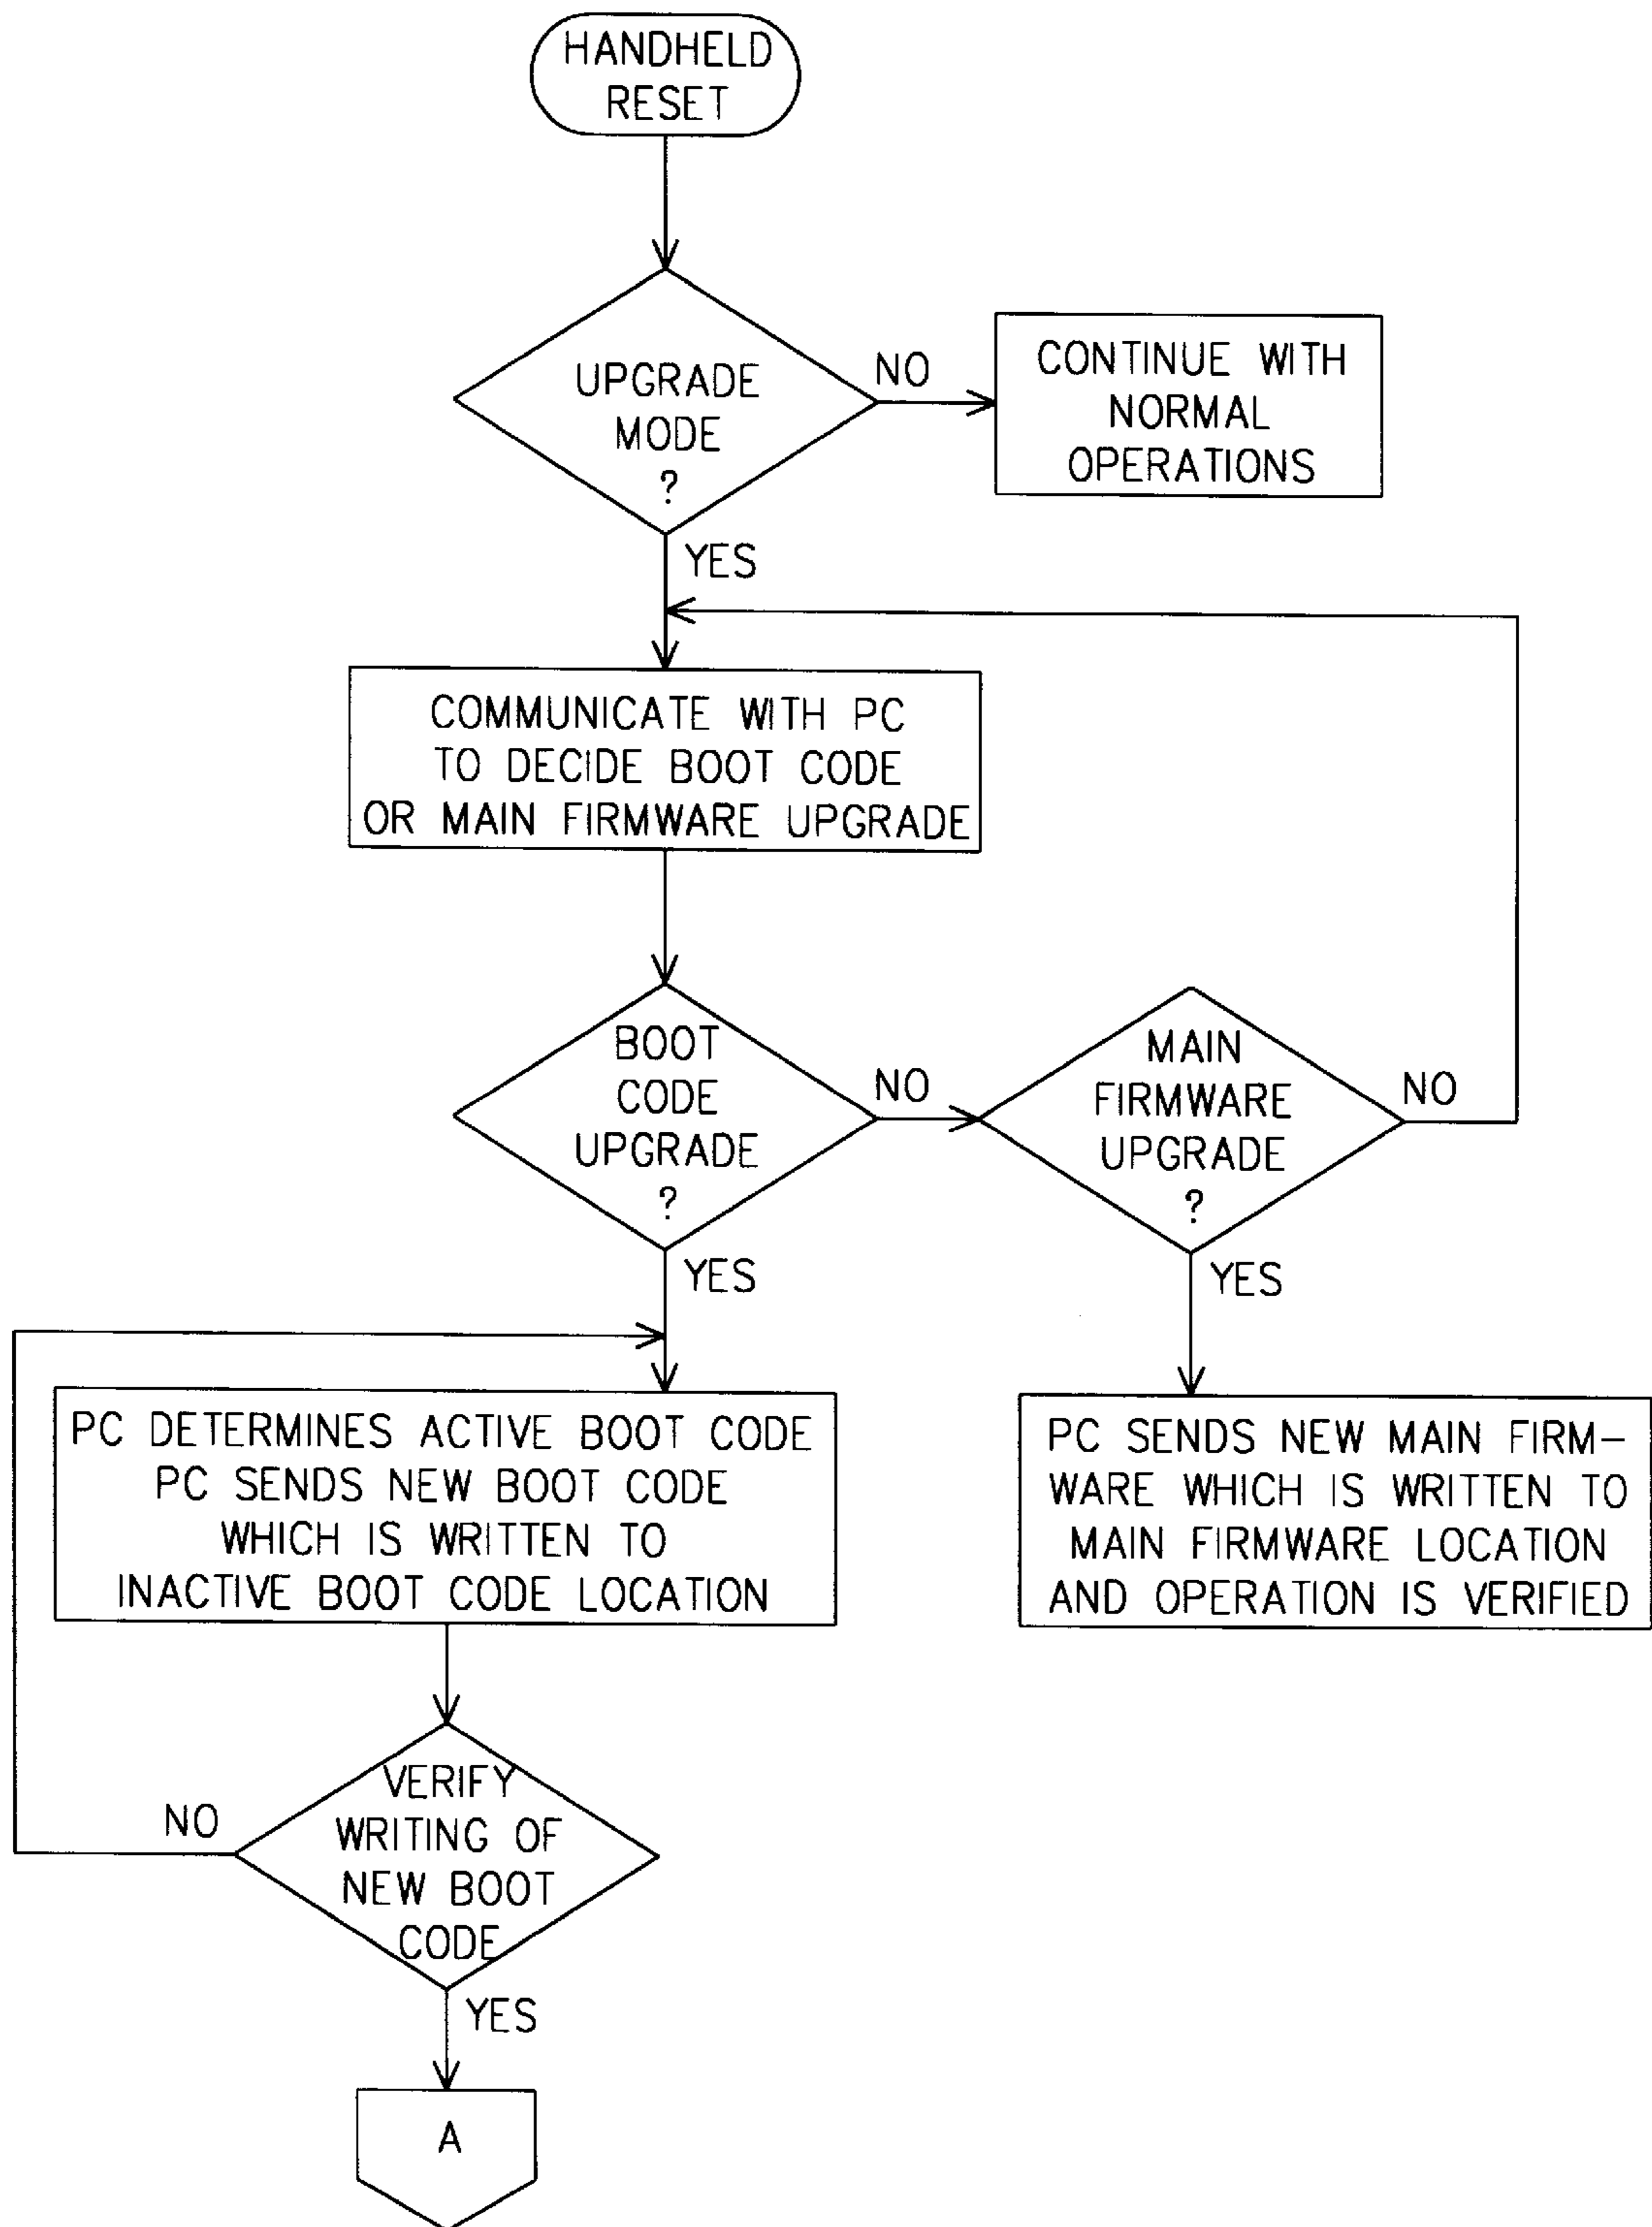 HANDHELD
RESET
UPGRADE
MODE
?
NO
CONTINUE WITH
NORMAL
OPERATIONS
YES
COMMUNICATE WITH PC
TO DECIDE BOOT CODE
OR MAIN FIRMWARE UPGRADE
BOOT
CODE
UPGRADE
?
NO
MAIN
FIRMWARE
UPGRADE
?
NO
YES
YES
PC DETERMINES ACTIVE BOOT CODE
PC SENDS NEW BOOT CODE
WHICH IS WRITTEN TO
INACTIVE BOOT CODE LOCATION
PC SENDS NEW MAIN FIRM-
WARE WHICH IS WRITTEN TO
MAIN FIRMWARE LOCATION
AND OPERATION IS VERIFIED
VERIFY
WRITING OF
NEW BOOT
CODE
NO
YES
A